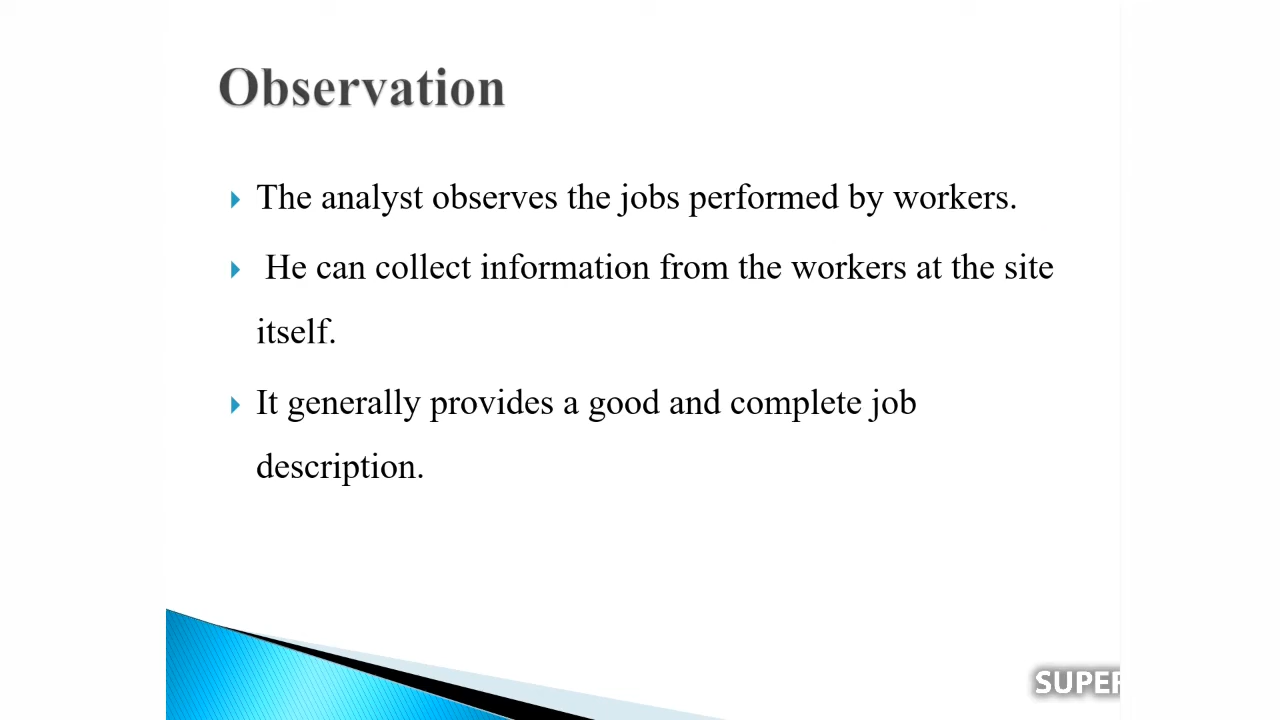 Observation
The analyst observes the jobs performed by workers.
He can collect information from the workers at the site
itself.
It generally provides a good and complete job
description.
SUPER